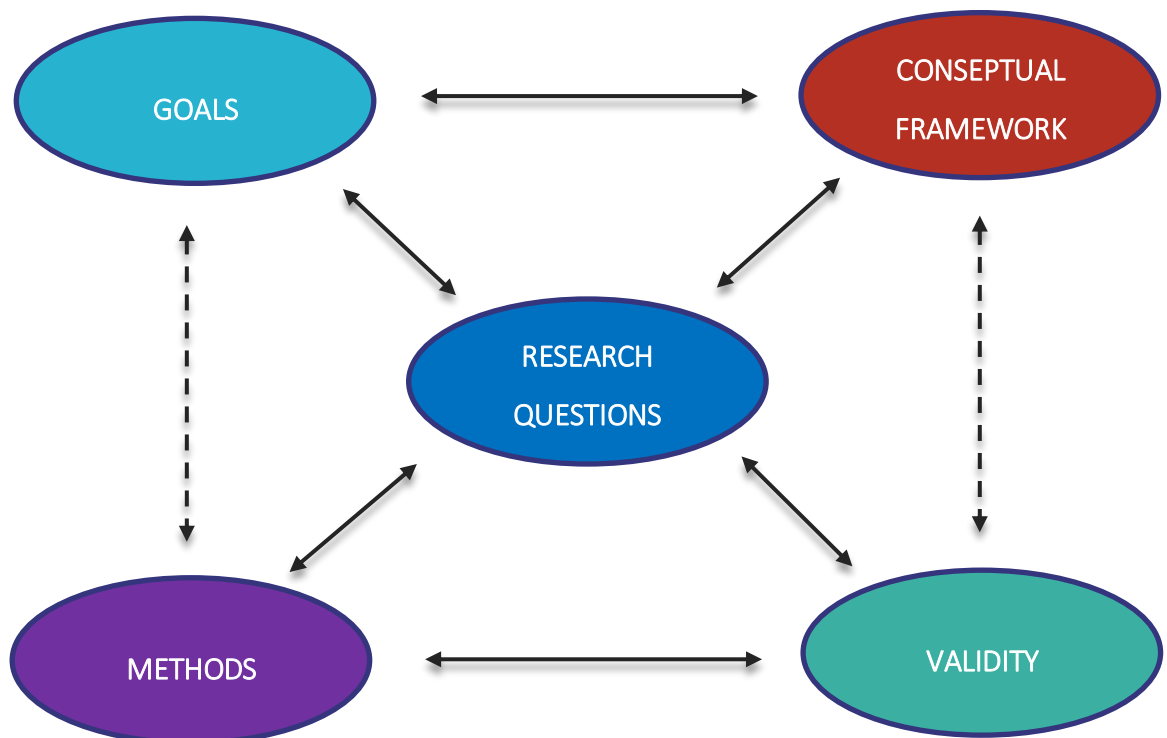 GOALS
CONSEPTUAL
FRAMEWORK
RESEARCH
QUESTIONS
METHODS
VALIDITY